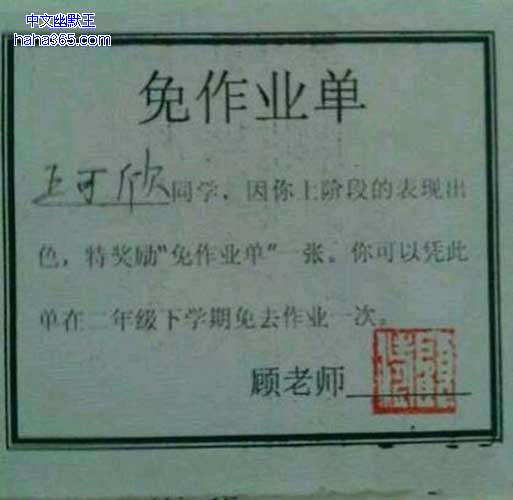 中文幽默王
haha365.com
免作业单
王可欣同学，因你上阶段的表现出
色，特奖励“免作业单”一张。你可以凭此
单在二年级下学期免去作业一次。
顾老师